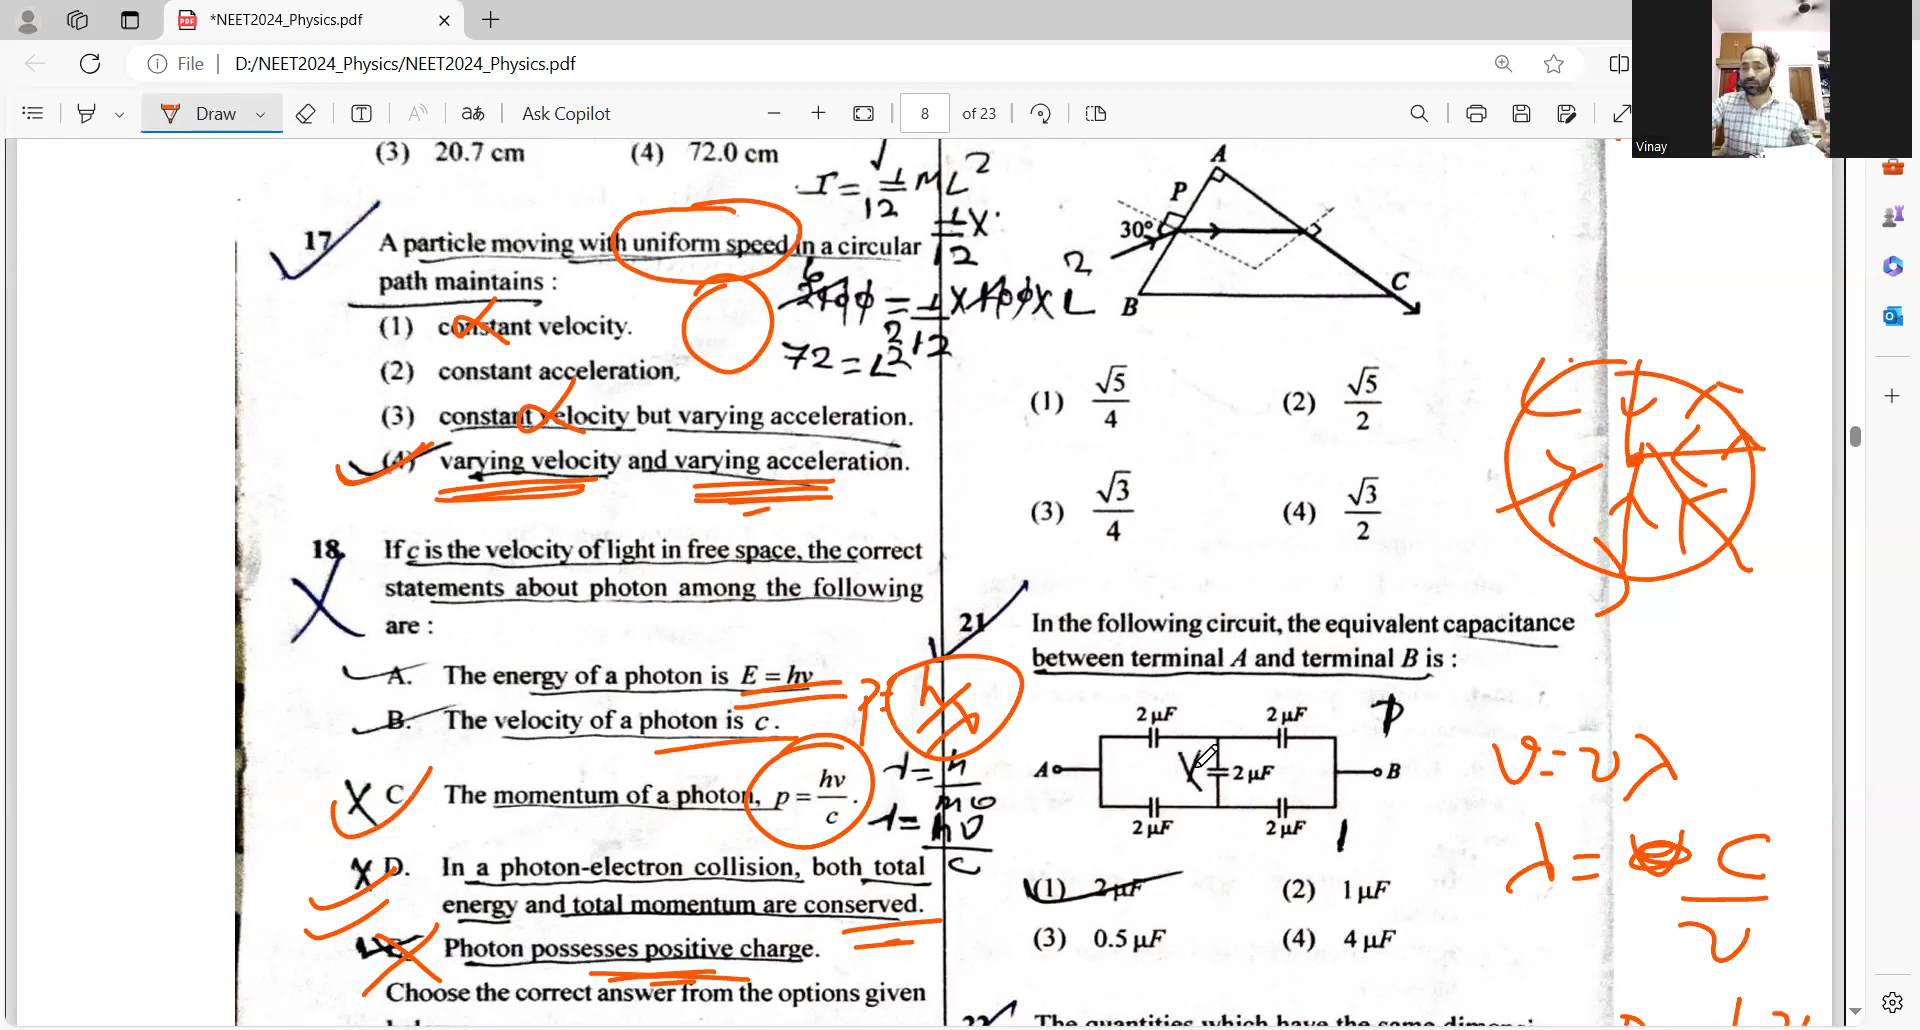 *NEET2024_Physics.pdf
File | D:/NEET2024_Physics/NEET2024_Physics.pdf
Draw
Ask Copilot
8 of 23
Vinay
(3) 20.7 cm (4) 72.0 cm
I = 1/12 ML²
17 A particle moving with uniform speed in a circular
path maintains :
(1) constant velocity.
(2) constant acceleration.
(3) constant velocity but varying acceleration.
(4) varying velocity and varying acceleration.
72 = L²
18. If c is the velocity of light in free space, the correct
statements about photon among the following
are :
A. The energy of a photon is E = hν
B. The velocity of a photon is c .
C The momentum of a photon, p = hν/c .
D. In a photon-electron collision, both total
energy and total momentum are conserved.
Photon possesses positive charge.
Choose the correct answer from the options given
A
P
30°
B
C
(1) √5/4 (2) √5/2
(3) √3/4 (4) √3/2
21 In the following circuit, the equivalent capacitance
between terminal A and terminal B is :
2 µF 2 µF
A 2 µF B
2 µF 2 µF
(1) 2 µF (2) 1 µF
(3) 0.5 µF (4) 4 µF
22 The quantities which have the same dimensi